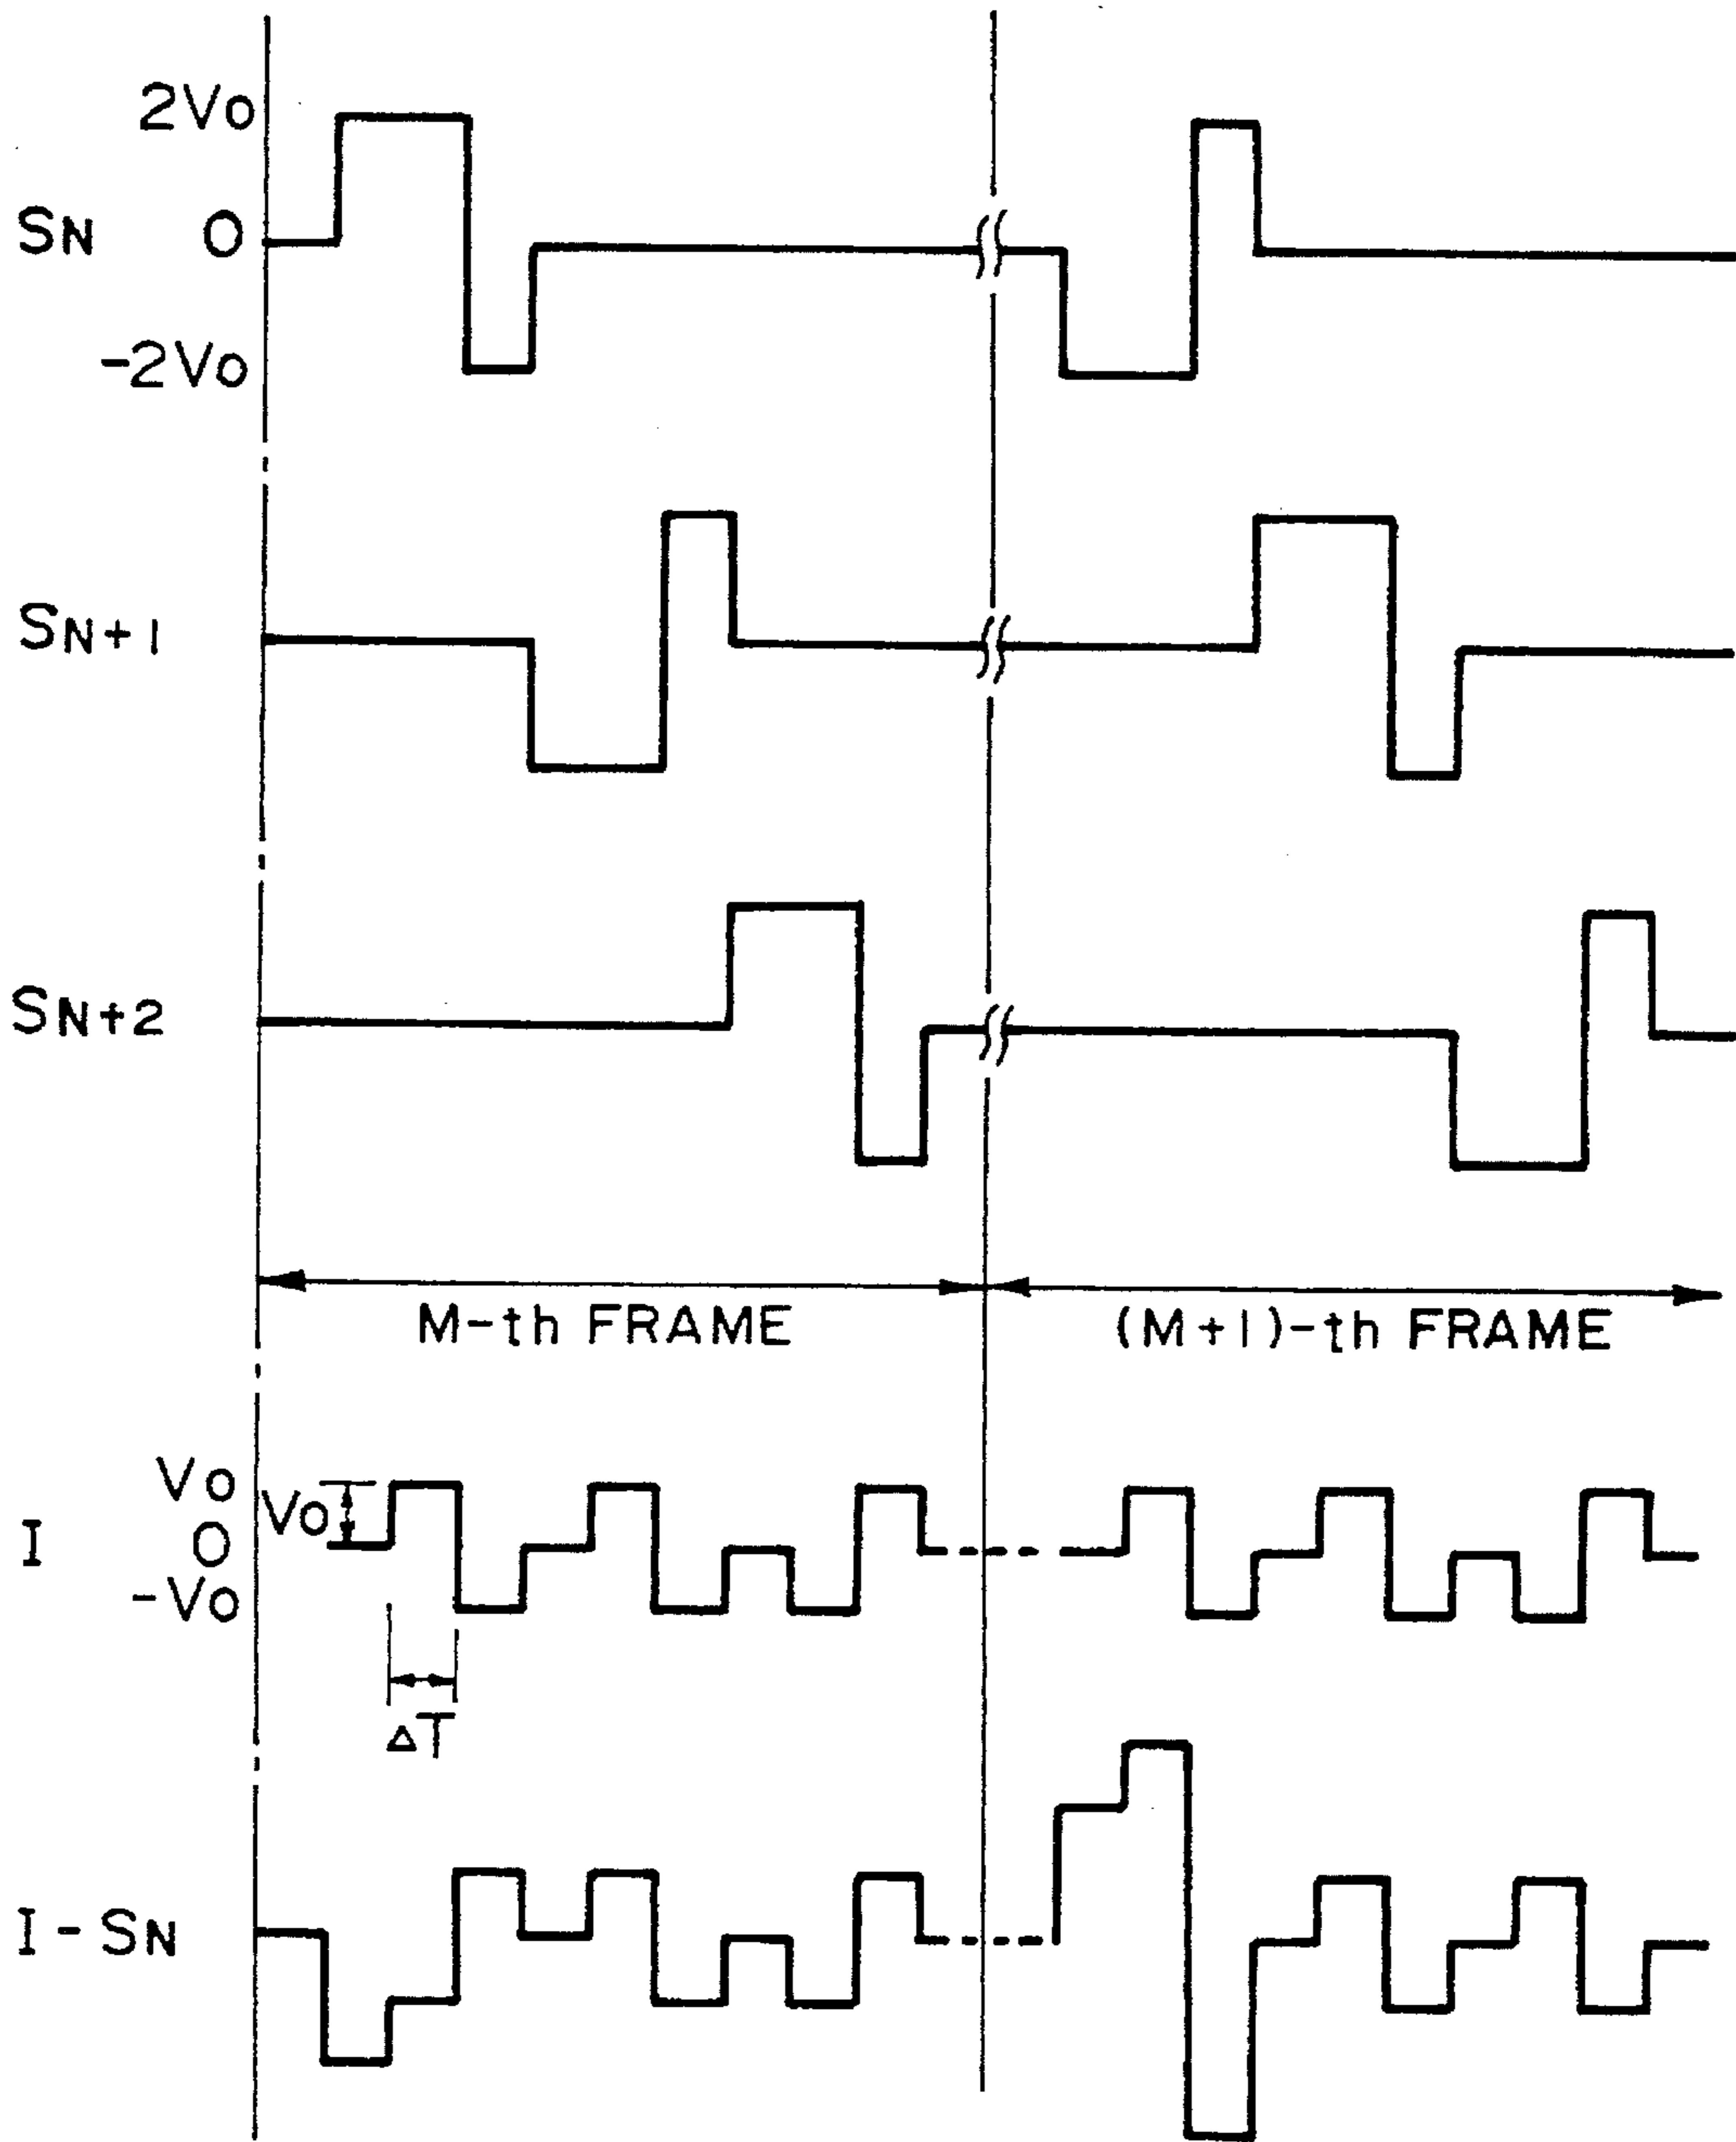 2Vo
SN 0
-2Vo
SN+1
SN+2
M-th FRAME
(M+1)-th FRAME
Vo
Vo
I 0
-Vo
ΔT
I-SN